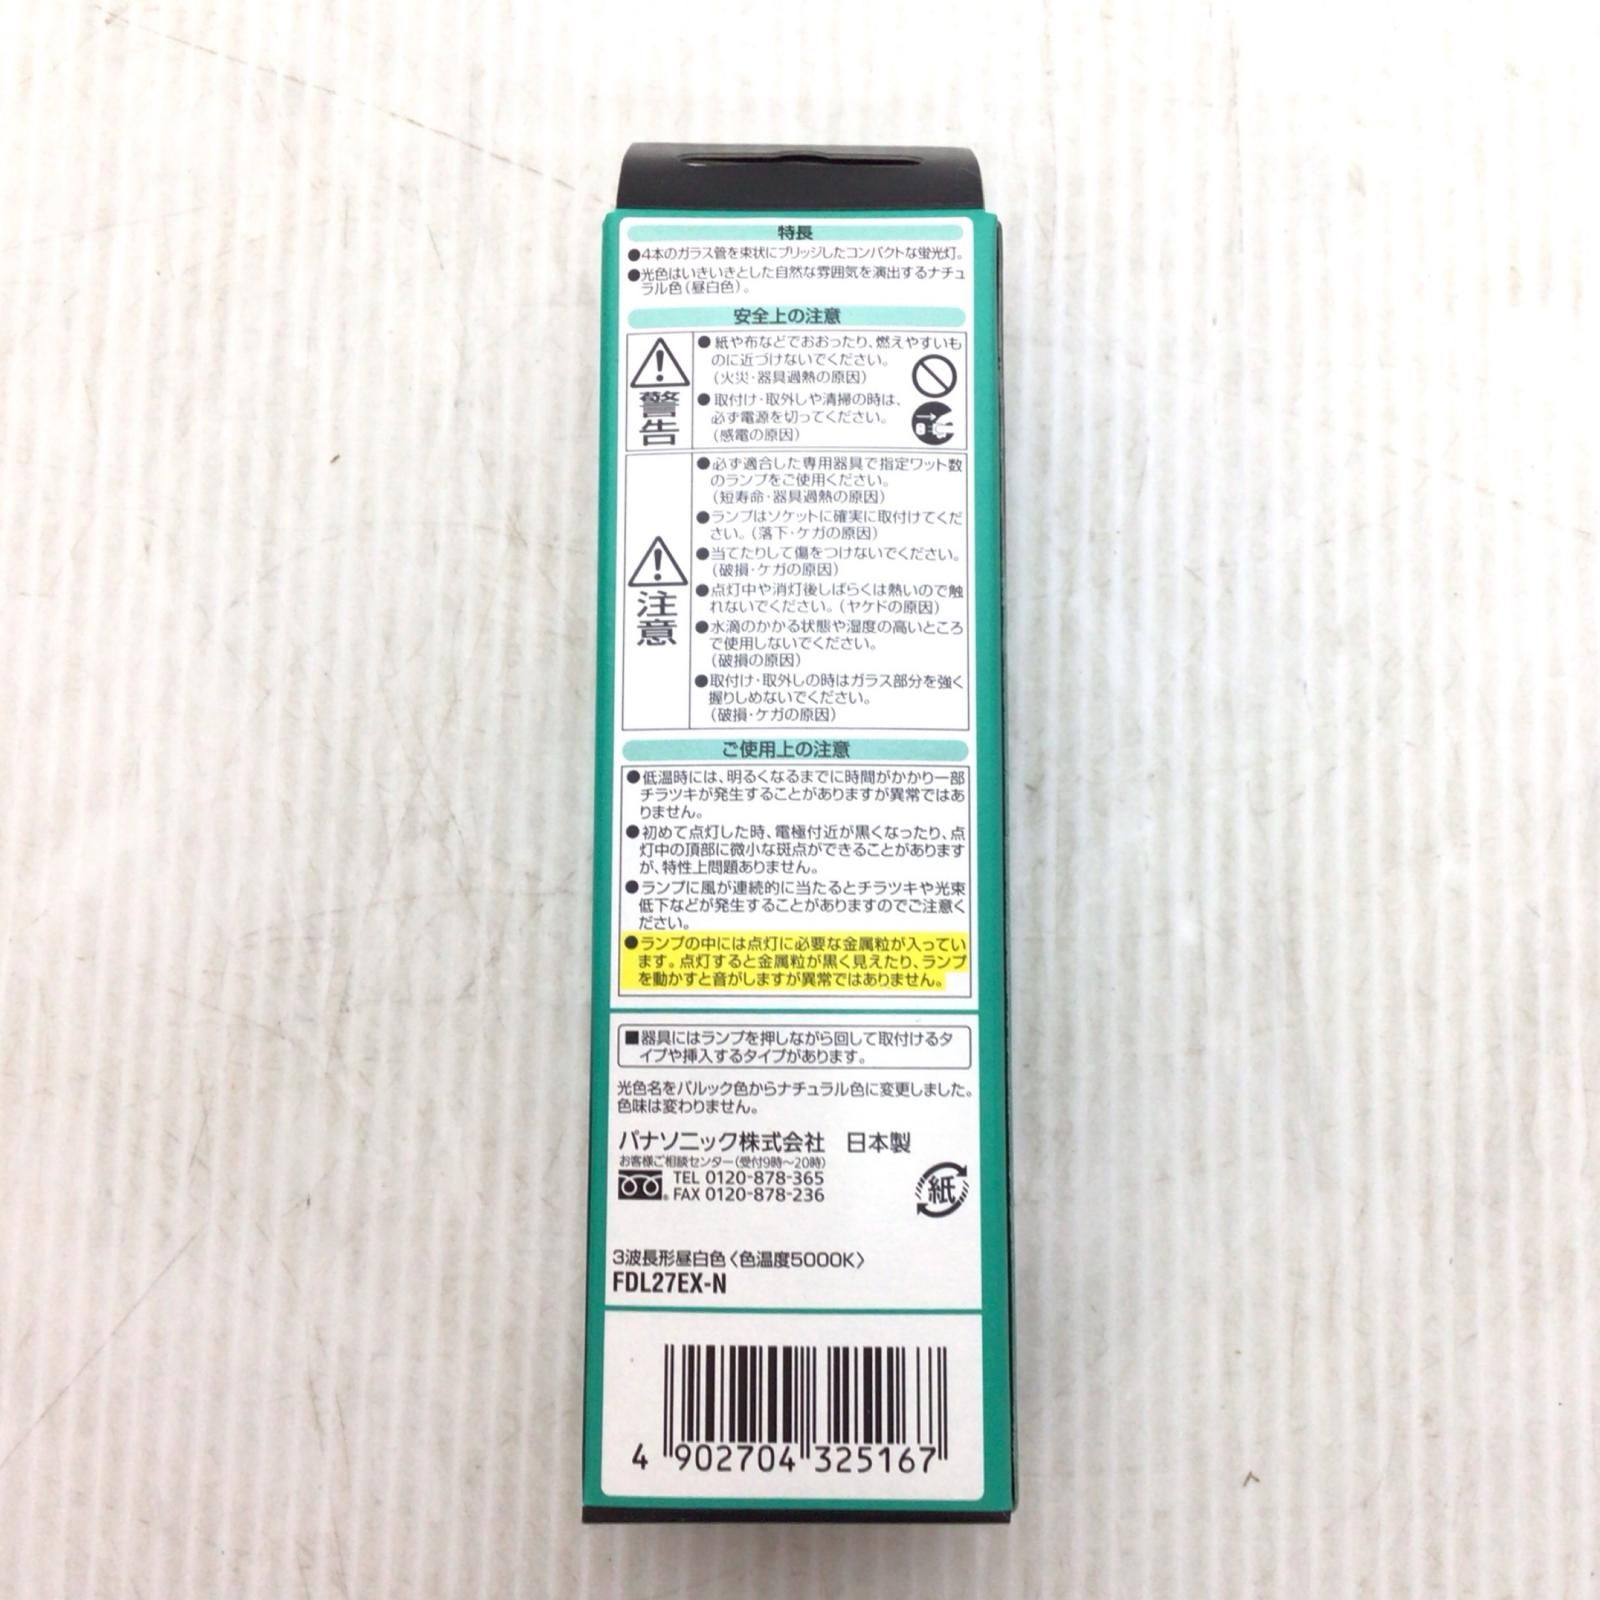 特長
●4本のガラス管を束状にブリッジしたコンパクトな蛍光灯。
●光色はいきいきとした自然な雰囲気を演出するナチュ
ラル色(昼白色)。
安全上の注意
警告
●紙や布などでおおったり、燃えやすいも
のに近づけないでください。
(火災・器具過熱の原因)
●取付け・取外しや清掃の時は、
必ず電源を切ってください。
(感電の原因)
注意
●必ず適合した専用器具で指定ワット数
のランプをご使用ください。
(短寿命・器具過熱の原因)
●ランプはソケットに確実に取付けてくだ
さい。(落下・ケガの原因)
●当てたりして傷をつけないでください。
(破損・ケガの原因)
●点灯中や消灯後しばらくは熱いので触
れないでください。(ヤケドの原因)
●水滴のかかる状態や湿度の高いところ
で使用しないでください。
(破損の原因)
●取付け・取外しの時はガラス部分を強く
握りしめないでください。
(破損・ケガの原因)
ご使用上の注意
●低温時には、明るくなるまでに時間がかかり一部
チラツキが発生することがありますが異常ではあ
りません。
●初めて点灯した時、電極付近が黒くなったり、点
灯中の頂部に微小な斑点ができることがあります
が、特性上問題ありません。
●ランプに風が連続的に当たるとチラツキや光束
低下などが発生することがありますのでご注意く
ださい。
●ランプの中には点灯に必要な金属粒が入ってい
ます。点灯すると金属粒が黒く見えたり、ランプ
を動かすと音がしますが異常ではありません。
■器具にはランプを押しながら回して取付けるタ
イプや挿入するタイプがあります。
光色名をパルック色からナチュラル色に変更しました。
色味は変わりません。
パナソニック株式会社 日本製
お客様ご相談センター(受付9時～20時)
TEL 0120-878-365
FAX 0120-878-236
紙
3波長形昼白色〈色温度5000K〉
FDL27EX-N
4 902704 325167